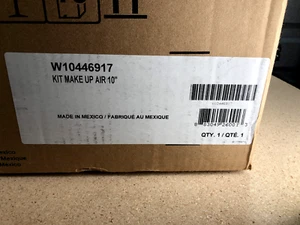 W10446917
KIT MAKE UP AIR 10"
MADE IN MEXICO / FABRIQUÉ AU MEXIQUE
QTY. 1 / QTÉ. 1